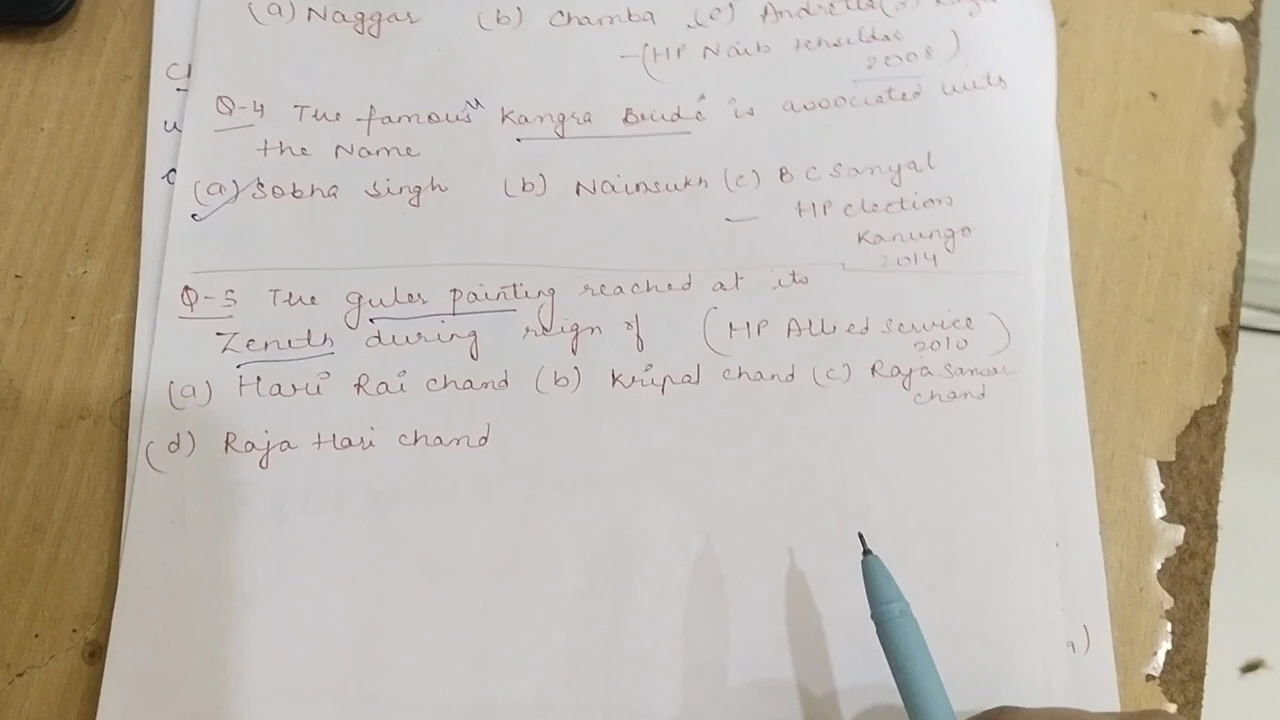 (a) Naggar (b) Chamba (c) Andretta
-(HP Naib tehsildar
2008)
Q-4 The famous "Kangra Bride" is associated with
the Name
(a) Sobha Singh (b) Nainsukh (c) B C Sanyal
- HP election
Kanungo
2014
Q-5 The guler painting reached at its
Zenith during reign of (HP Allied Service
2010)
(a) Hari Rai chand (b) Kripal chand (c) Raja Sansar
chand
(d) Raja Hari chand